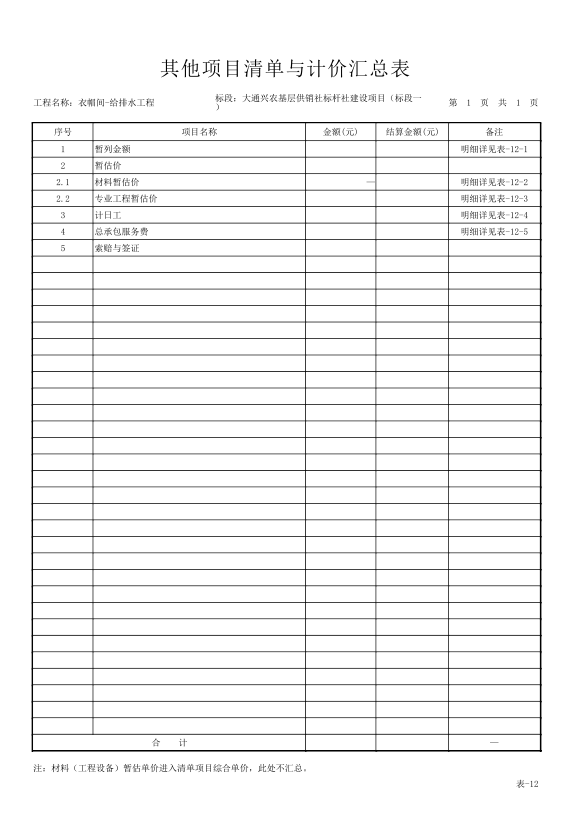 其他项目清单与计价汇总表
工程名称：衣帽间-给排水工程 标段：大通兴农基层供销社标杆社建设项目（标段一
） 第 1 页 共 1 页
序号 项目名称 金额(元) 结算金额(元) 备注
1 暂列金额 明细详见表-12-1
2 暂估价
2.1 材料暂估价 — 明细详见表-12-2
2.2 专业工程暂估价 明细详见表-12-3
3 计日工 明细详见表-12-4
4 总承包服务费 明细详见表-12-5
5 索赔与签证
合 计 —
注：材料（工程设备）暂估单价进入清单项目综合单价，此处不汇总。
表-12